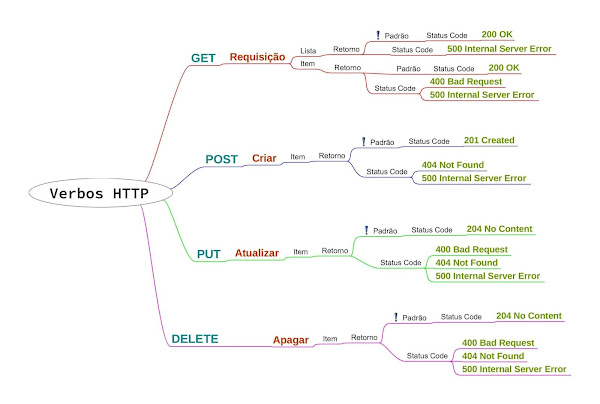 Verbos HTTP
GET
Requisição
Lista
Retorno
Padrão
Status Code
200 OK
Status Code
500 Internal Server Error
Item
Retorno
Padrão
Status Code
200 OK
Status Code
400 Bad Request
500 Internal Server Error
POST
Criar
Item
Retorno
! Padrão
Status Code
201 Created
Status Code
404 Not Found
500 Internal Server Error
PUT
Atualizar
Item
Retorno
! Padrão
Status Code
204 No Content
Status Code
400 Bad Request
404 Not Found
500 Internal Server Error
DELETE
Apagar
Item
Retorno
! Padrão
Status Code
204 No Content
Status Code
400 Bad Request
404 Not Found
500 Internal Server Error